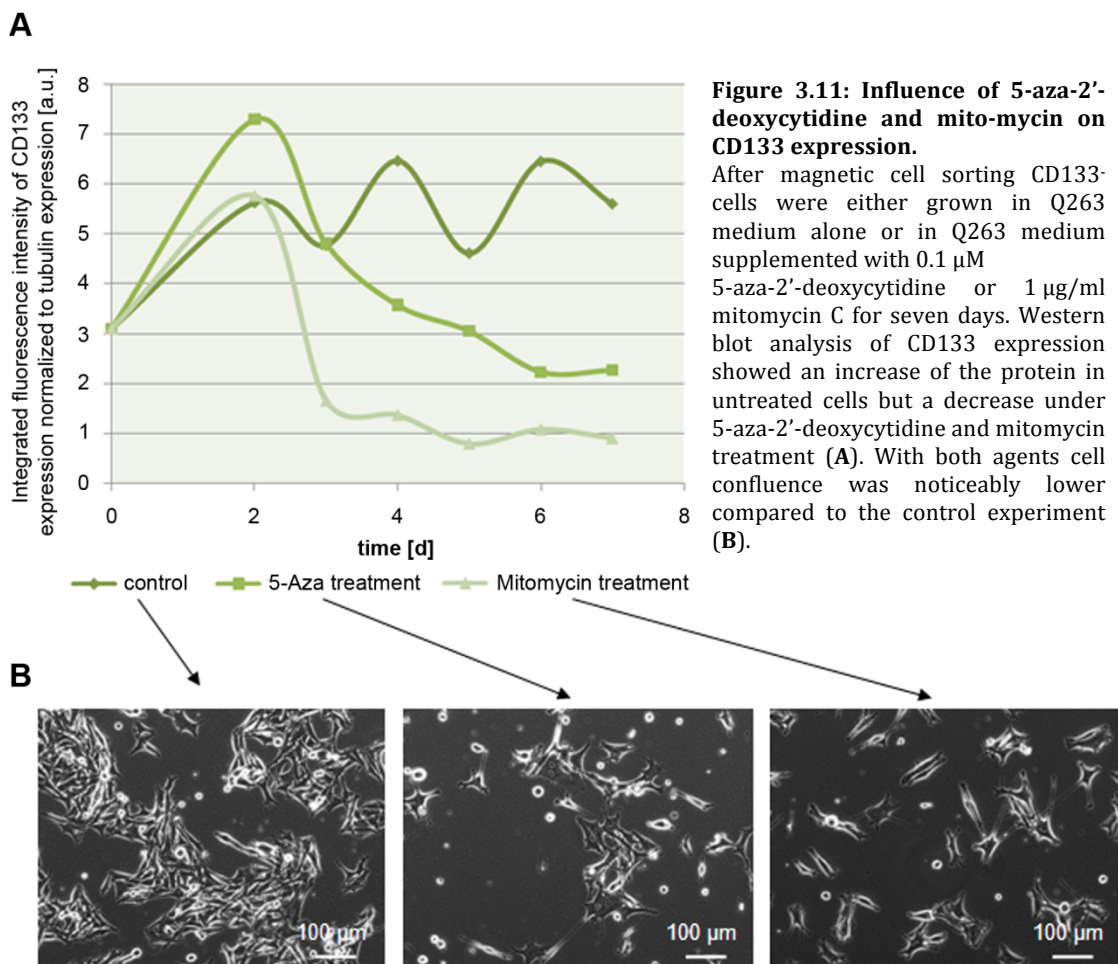 A
Integrated fluorescence intensity of CD133
expression normalized to tubulin expression [a.u.]
8
7
6
5
4
3
2
1
0
0 2 4 6 8
time [d]
control 5-Aza treatment Mitomycin treatment
Figure 3.11: Influence of 5-aza-2'-
deoxycytidine and mito-mycin on
CD133 expression.
After magnetic cell sorting CD133-
cells were either grown in Q263
medium alone or in Q263 medium
supplemented with 0.1 µM
5-aza-2'-deoxycytidine or 1 µg/ml
mitomycin C for seven days. Western
blot analysis of CD133 expression
showed an increase of the protein in
untreated cells but a decrease under
5-aza-2'-deoxycytidine and mitomycin
treatment (A). With both agents cell
confluence was noticeably lower
compared to the control experiment
(B).
B
100 µm 100 µm 100 µm